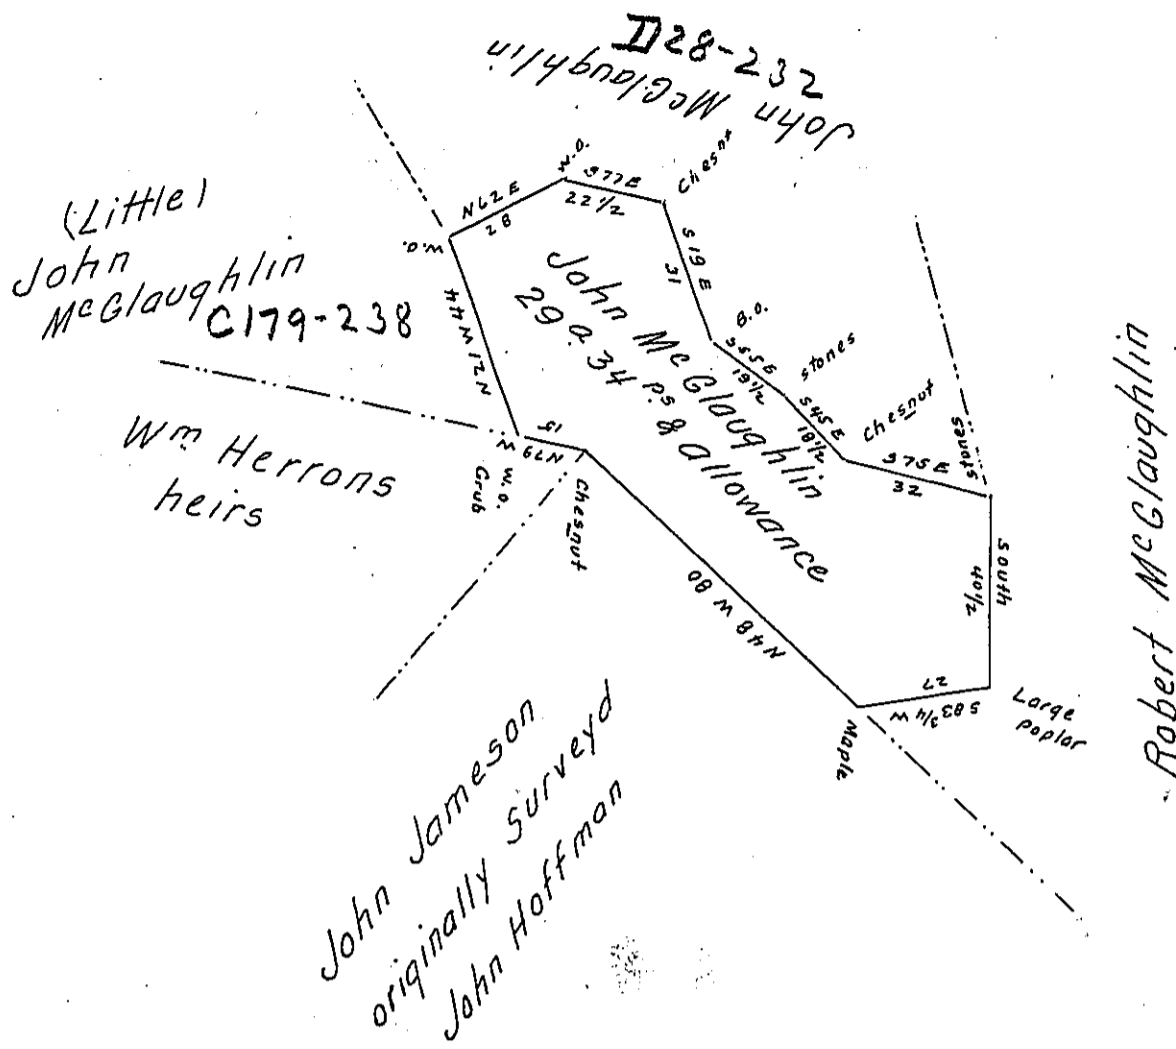 D28-232
John McGlaughlin
(Little)
John
McGlaughlin
C179-238
Wm Herrons
heirs
John Jameson
originally Surveyd
John Hoffman
Robert McGlaughlin
John McGlaughlin
29 a. 34 ps & allowance
W.O.
N62E
28
W.O.
S77E
22 1/2
Chesnt
S19E
31
B.O.
S55E
19 1/2
stones
S45E
18 1/2
Chesnut
S75E
32
stones
South
40 1/2
Large
poplar
S83 3/4 W
27
Maple
N48W 80
Chesnut
N79W
15
W.O.
Grub
N21W44